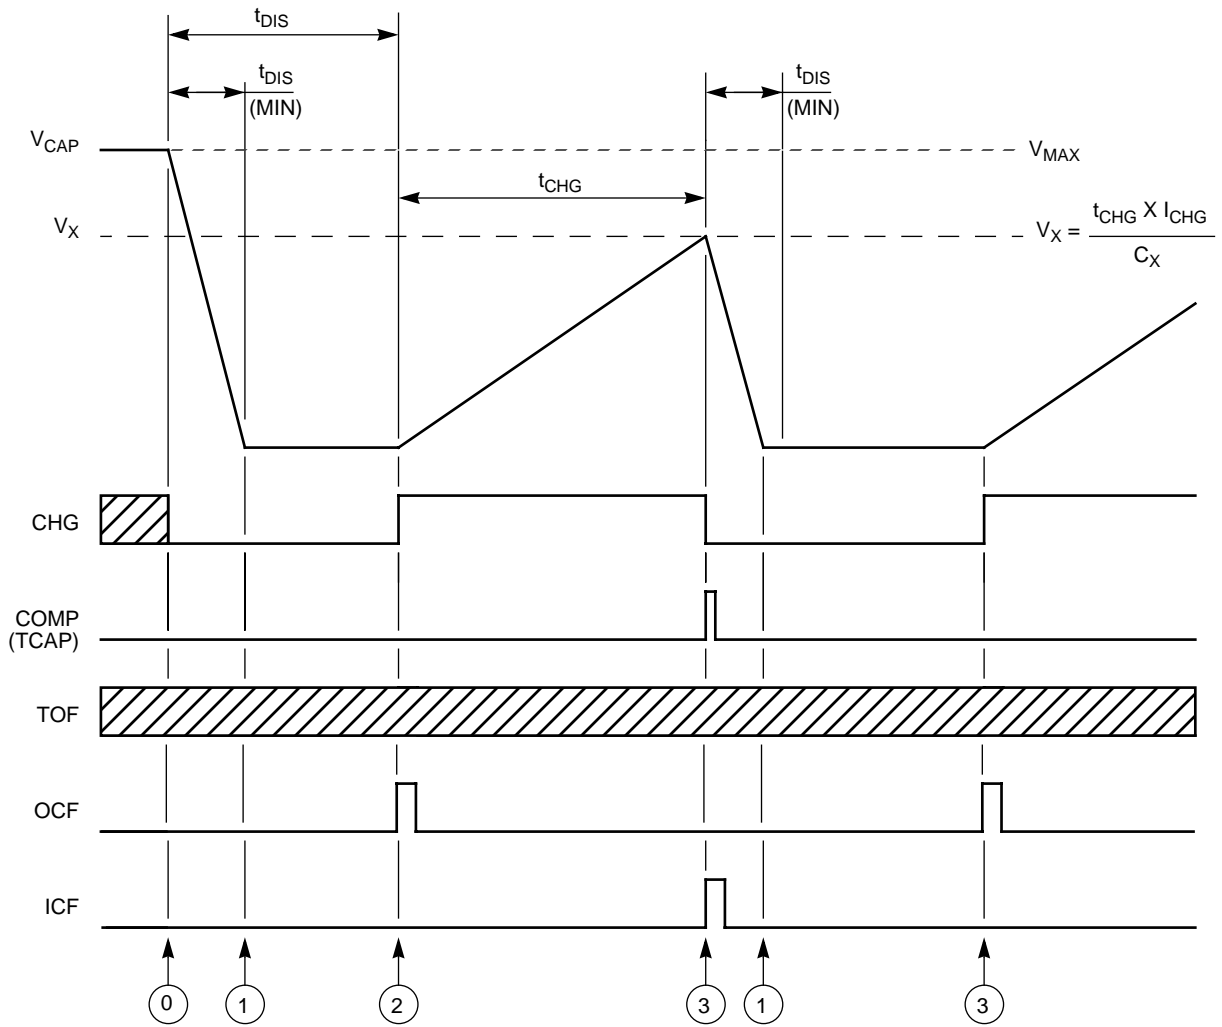 tDIS
tDIS
(MIN)
tDIS
(MIN)
VCAP
VMAX
tCHG
VX
VX = tCHG X ICHG
CX
CHG
COMP
(TCAP)
TOF
OCF
ICF
0 1 2 3 1 3